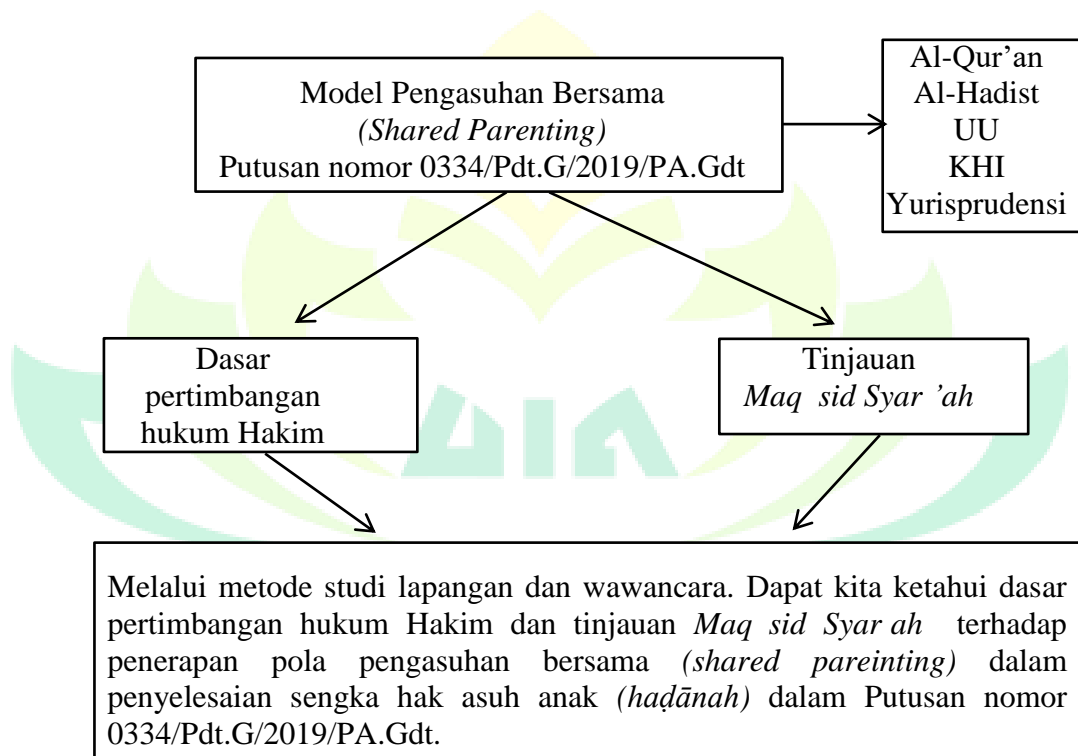 Model Pengasuhan Bersama
(Shared Parenting)
Putusan nomor 0334/Pdt.G/2019/PA.Gdt
Al-Qur’an
Al-Hadist
UU
KHI
Yurisprudensi
Dasar
pertimbangan
hukum Hakim
Tinjauan
Maq sid Syar ’ah
Melalui metode studi lapangan dan wawancara. Dapat kita ketahui dasar
pertimbangan hukum Hakim dan tinjauan Maq sid Syar ah terhadap
penerapan pola pengasuhan bersama (shared pareinting) dalam
penyelesaian sengka hak asuh anak (haḍānah) dalam Putusan nomor
0334/Pdt.G/2019/PA.Gdt.